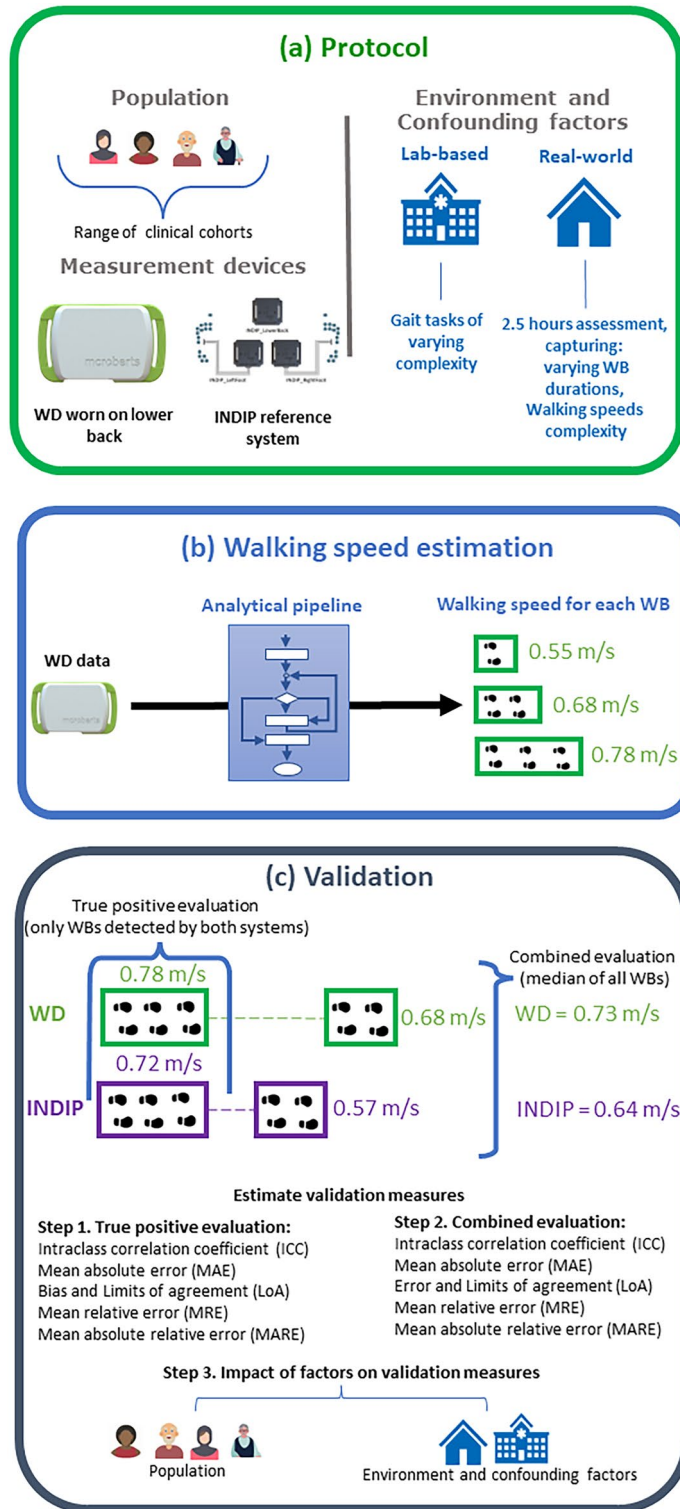 (a) Protocol
Population
Range of clinical cohorts
Measurement devices
mcroberts
WD worn on lower
back
INDIP_LowerBack
INDIP_LeftFoot
INDIP_RightFoot
INDIP reference
system
Environment and
Confounding factors
Lab-based
Gait tasks of
varying
complexity
Real-world
2.5 hours assessment,
capturing:
varying WB
durations,
Walking speeds
complexity
(b) Walking speed estimation
WD data
mcroberts
Analytical pipeline
Walking speed for each WB
0.55 m/s
0.68 m/s
0.78 m/s
(c) Validation
True positive evaluation
(only WBs detected by both systems)
0.78 m/s
WD
0.68 m/s
0.72 m/s
INDIP
0.57 m/s
Combined evaluation
(median of all WBs)
WD = 0.73 m/s
INDIP = 0.64 m/s
Estimate validation measures
Step 1. True positive evaluation:
Intraclass correlation coefficient (ICC)
Mean absolute error (MAE)
Bias and Limits of agreement (LoA)
Mean relative error (MRE)
Mean absolute relative error (MARE)
Step 2. Combined evaluation:
Intraclass correlation coefficient (ICC)
Mean absolute error (MAE)
Error and Limits of agreement (LoA)
Mean relative error (MRE)
Mean absolute relative error (MARE)
Step 3. Impact of factors on validation measures
Population
Environment and confounding factors